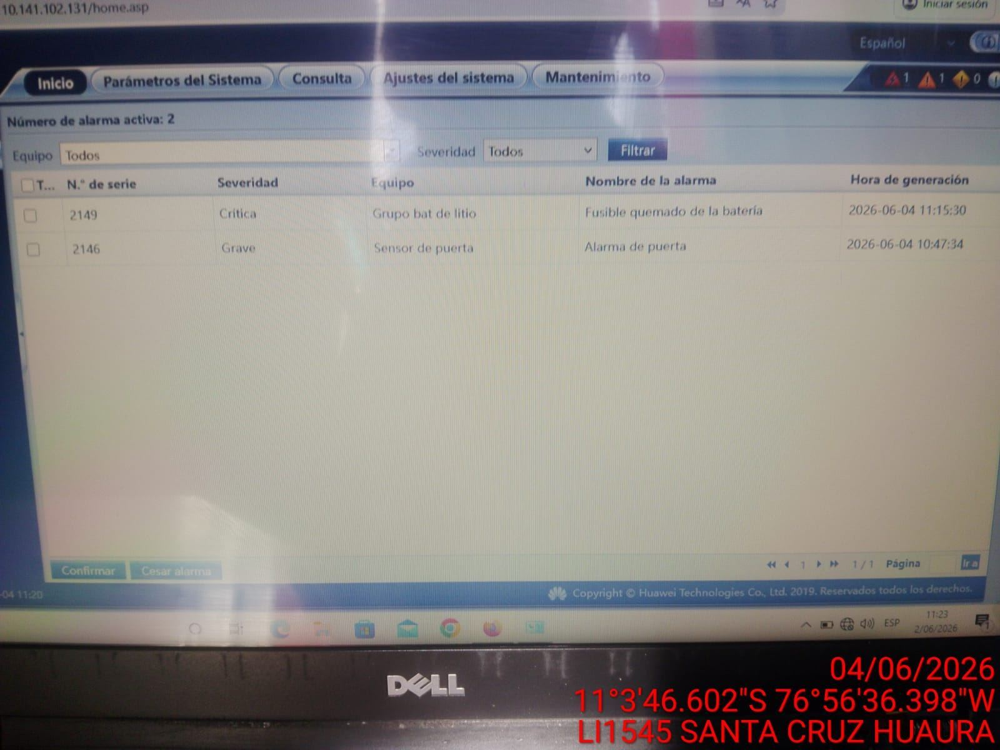 10.141.102.131/home.asp
Iniciar sesión
Español
Inicio Parámetros del Sistema Consulta Ajustes del sistema Mantenimiento 1 1 0
Número de alarma activa: 2
Equipo Todos Severidad Todos Filtrar
T... N.° de serie Severidad Equipo Nombre de la alarma Hora de generación
2149 Crítica Grupo bat de litio Fusible quemado de la batería 2026-06-04 11:15:30
2146 Grave Sensor de puerta Alarma de puerta 2026-06-04 10:47:34
Confirmar Cesar alarma 1 1 / 1 Página Ir a
-04 11:20 Copyright © Huawei Technologies Co., Ltd. 2019. Reservados todos los derechos.
ESP 11:23
2/06/2026
1
DELL
04/06/2026
11°3'46.602"S 76°56'36.398"W
LI1545 SANTA CRUZ HUAURA